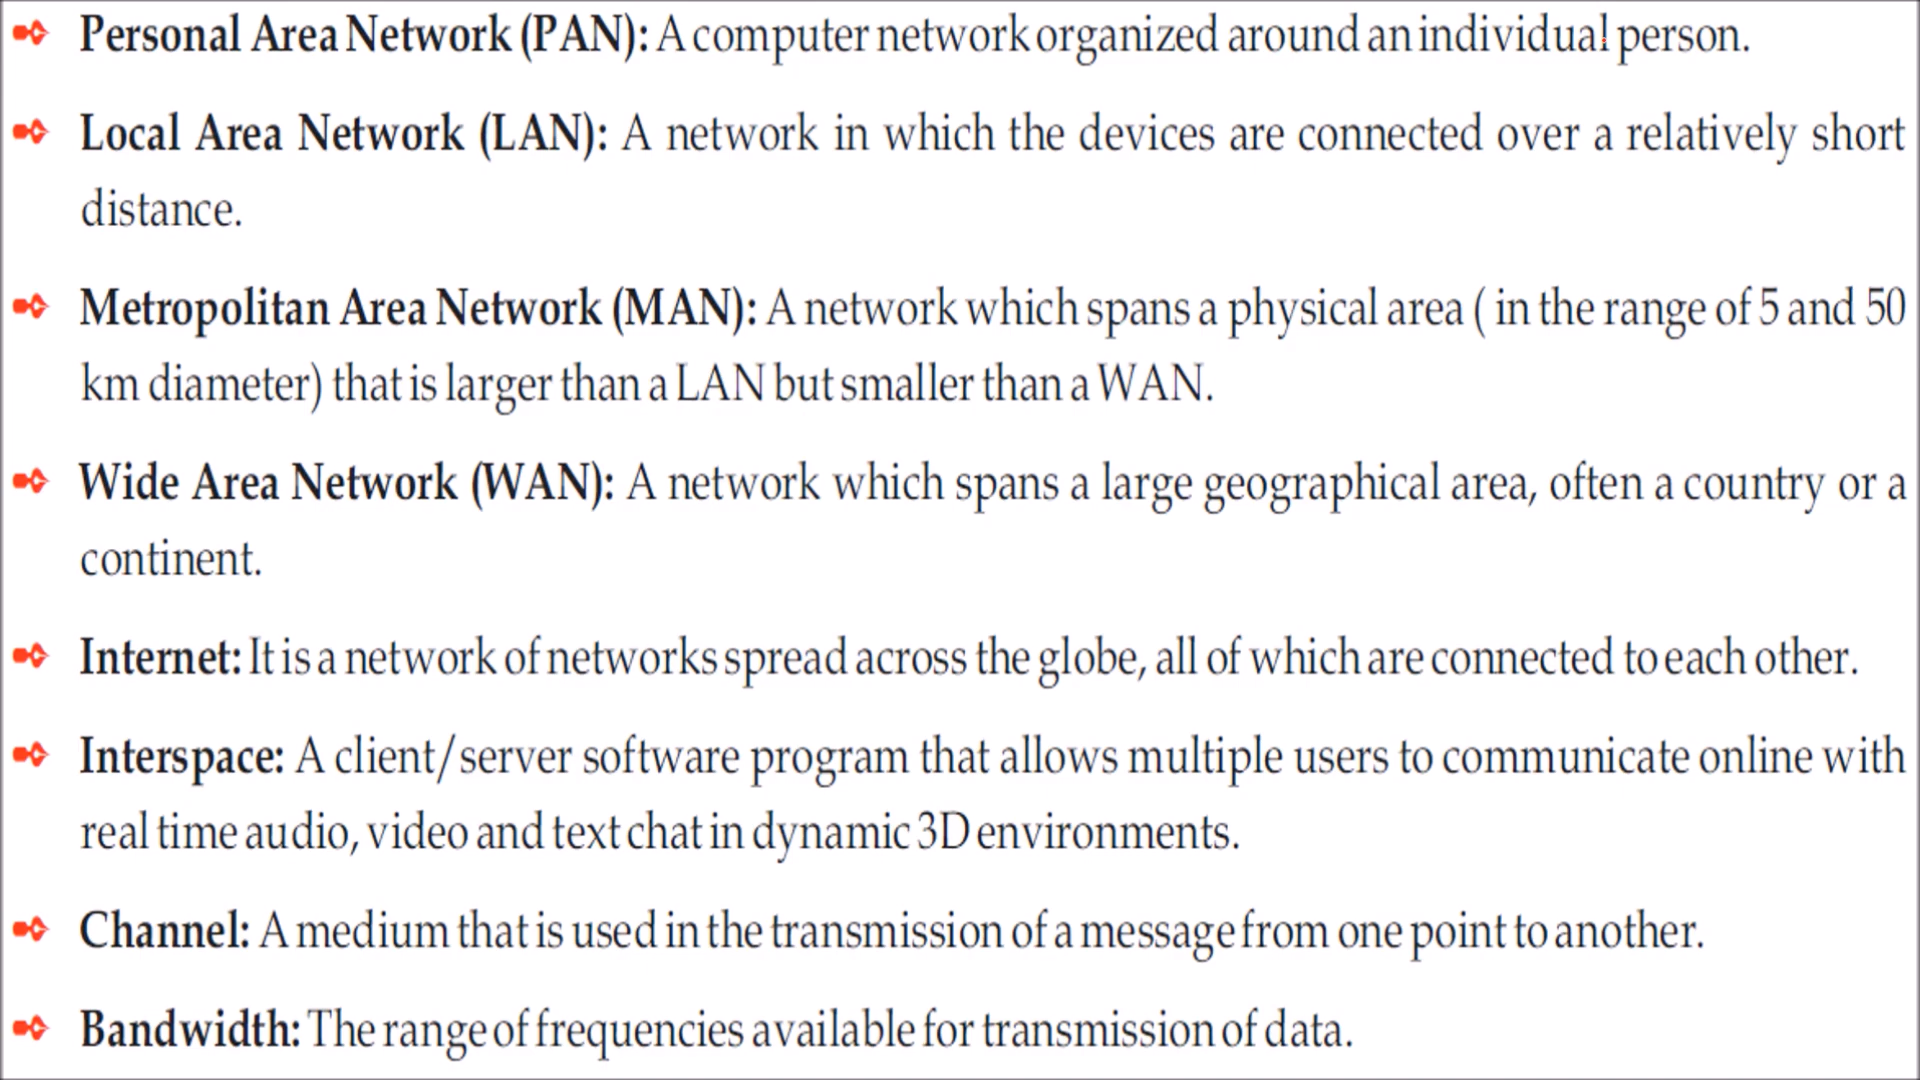 Personal Area Network (PAN): A computer network organized around an individual person.
Local Area Network (LAN): A network in which the devices are connected over a relatively short
distance.
Metropolitan Area Network (MAN): A network which spans a physical area ( in the range of 5 and 50
km diameter) that is larger than a LAN but smaller than a WAN.
Wide Area Network (WAN): A network which spans a large geographical area, often a country or a
continent.
Internet: It is a network of networks spread across the globe, all of which are connected to each other.
Interspace: A client/server software program that allows multiple users to communicate online with
real time audio, video and text chat in dynamic 3D environments.
Channel: A medium that is used in the transmission of a message from one point to another.
Bandwidth: The range of frequencies available for transmission of data.